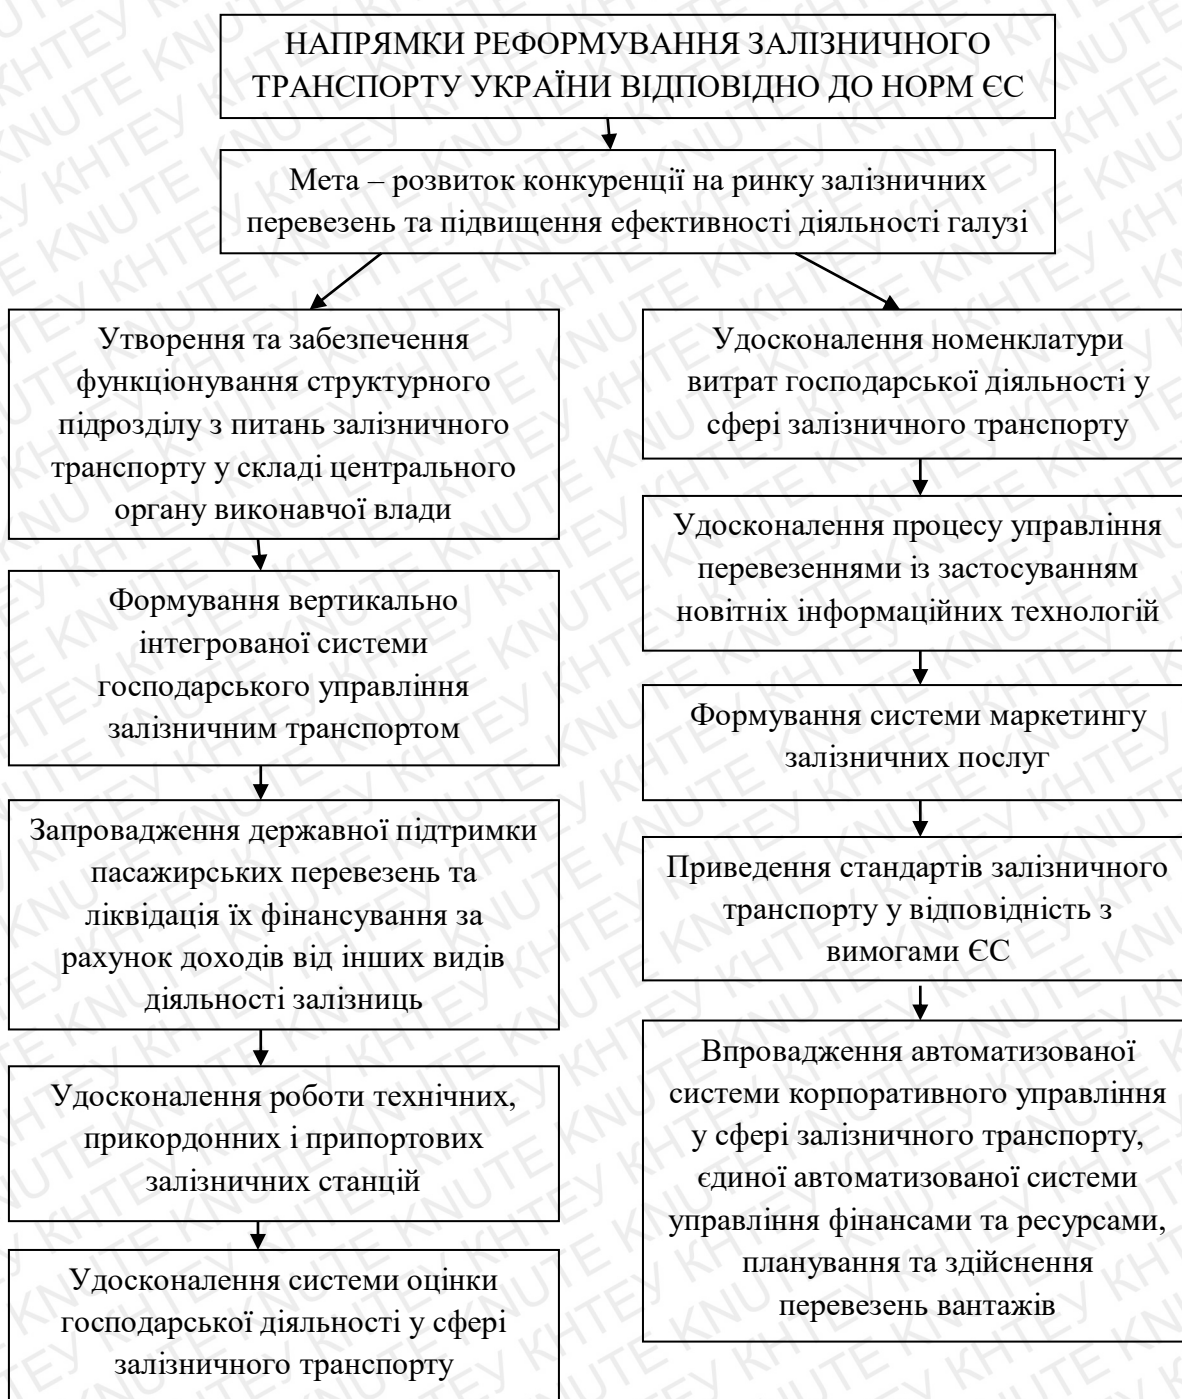 НАПРЯМКИ РЕФОРМУВАННЯ ЗАЛІЗНИЧНОГО
ТРАНСПОРТУ УКРАЇНИ ВІДПОВІДНО ДО НОРМ ЄС
Мета – розвиток конкуренції на ринку залізничних
перевезень та підвищення ефективності діяльності галузі
Утворення та забезпечення
функціонування структурного
підрозділу з питань залізничного
транспорту у складі центрального
органу виконавчої влади
Формування вертикально
інтегрованої системи
господарського управління
залізничним транспортом
Запровадження державної підтримки
пасажирських перевезень та
ліквідація їх фінансування за
рахунок доходів від інших видів
діяльності залізниць
Удосконалення роботи технічних,
прикордонних і припортових
залізничних станцій
Удосконалення системи оцінки
господарської діяльності у сфері
залізничного транспорту
Удосконалення номенклатури
витрат господарської діяльності у
сфері залізничного транспорту
Удосконалення процесу управління
перевезеннями із застосуванням
новітніх інформаційних технологій
Формування системи маркетингу
залізничних послуг
Приведення стандартів залізничного
транспорту у відповідність з
вимогами ЄС
Впровадження автоматизованої
системи корпоративного управління
у сфері залізничного транспорту,
єдиної автоматизованої системи
управління фінансами та ресурсами,
планування та здійснення
перевезень вантажів
KNUTE КНТЕУ